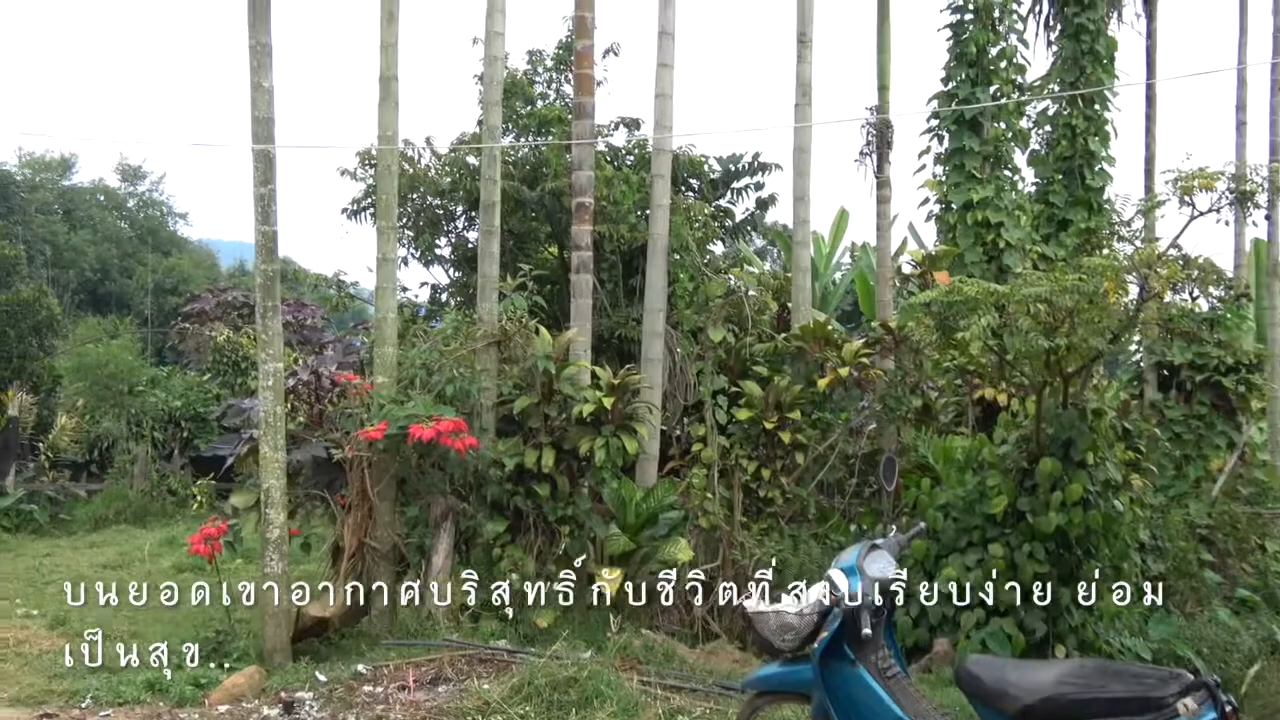 บนยอดเขาอากาศบริสุทธิ์กับชีวิตที่สงบเรียบง่าย ย่อม
เป็นสุข..